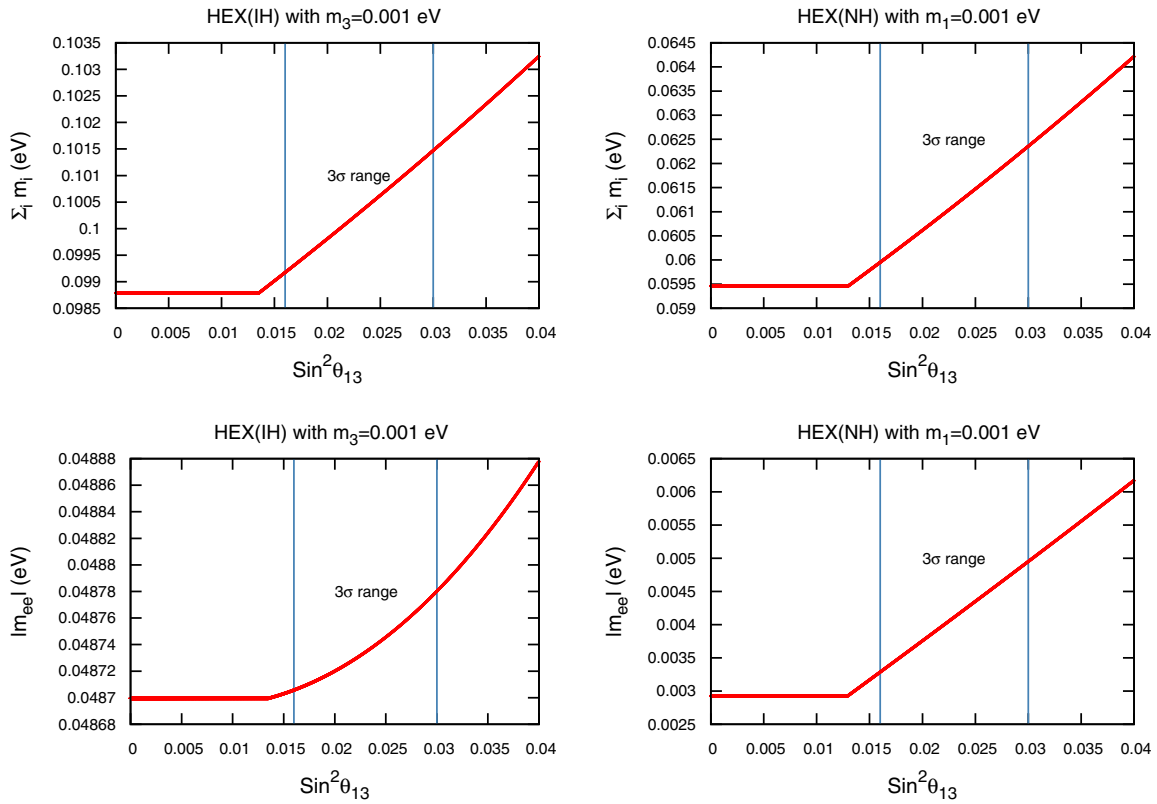 HEX(IH) with m₃=0.001 eV
Σᵢ mᵢ (eV)
0.1035
0.103
0.1025
0.102
0.1015
0.101
0.1005
0.1
0.0995
0.099
0.0985
3σ range
0 0.005 0.01 0.015 0.02 0.025 0.03 0.035 0.04
Sin²θ₁₃
HEX(NH) with m₁=0.001 eV
Σᵢ mᵢ (eV)
0.0645
0.064
0.0635
0.063
0.0625
0.062
0.0615
0.061
0.0605
0.06
0.0595
0.059
3σ range
0 0.005 0.01 0.015 0.02 0.025 0.03 0.035 0.04
Sin²θ₁₃
HEX(IH) with m₃=0.001 eV
|mₑₑ| (eV)
0.04888
0.04886
0.04884
0.04882
0.0488
0.04878
0.04876
0.04874
0.04872
0.0487
0.04868
3σ range
0 0.005 0.01 0.015 0.02 0.025 0.03 0.035 0.04
Sin²θ₁₃
HEX(NH) with m₁=0.001 eV
|mₑₑ| (eV)
0.0065
0.006
0.0055
0.005
0.0045
0.004
0.0035
0.003
0.0025
3σ range
0 0.005 0.01 0.015 0.02 0.025 0.03 0.035 0.04
Sin²θ₁₃